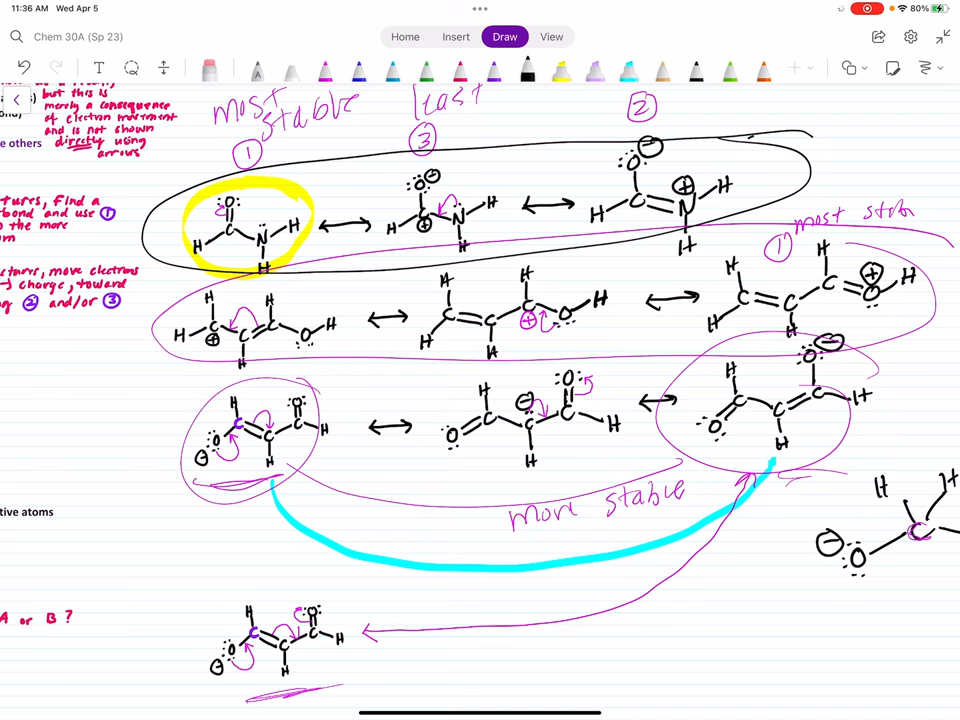 11:36 AM Wed Apr 5
80%
Chem 30A (Sp 23)
Home Insert Draw View
but this is
merely a consequence
of electron movement
and is not shown
directly using
arrows
e others
tures, find a
bond and use ①
the more
om
ctures, move electrons
charge, toward
ng ② and/or ③
tive atoms
A or B ?
most
stable
①
least
③
②
O
H C N H
H
O ⊖
H C N H
⊕ H
O ⊖
H C N ⊕ H
H
① most stab
H H
H C C C O H
⊕ H
H H
H C C C O H
H ⊕
H H
H C C C O ⊕ H
H
H O
O C C C H
⊖ H
H ⊖ O
O C C C H
H
H O ⊖
O C C C H
H
more stable
H H
⊖ O C
H O
O C C C H
⊖ H